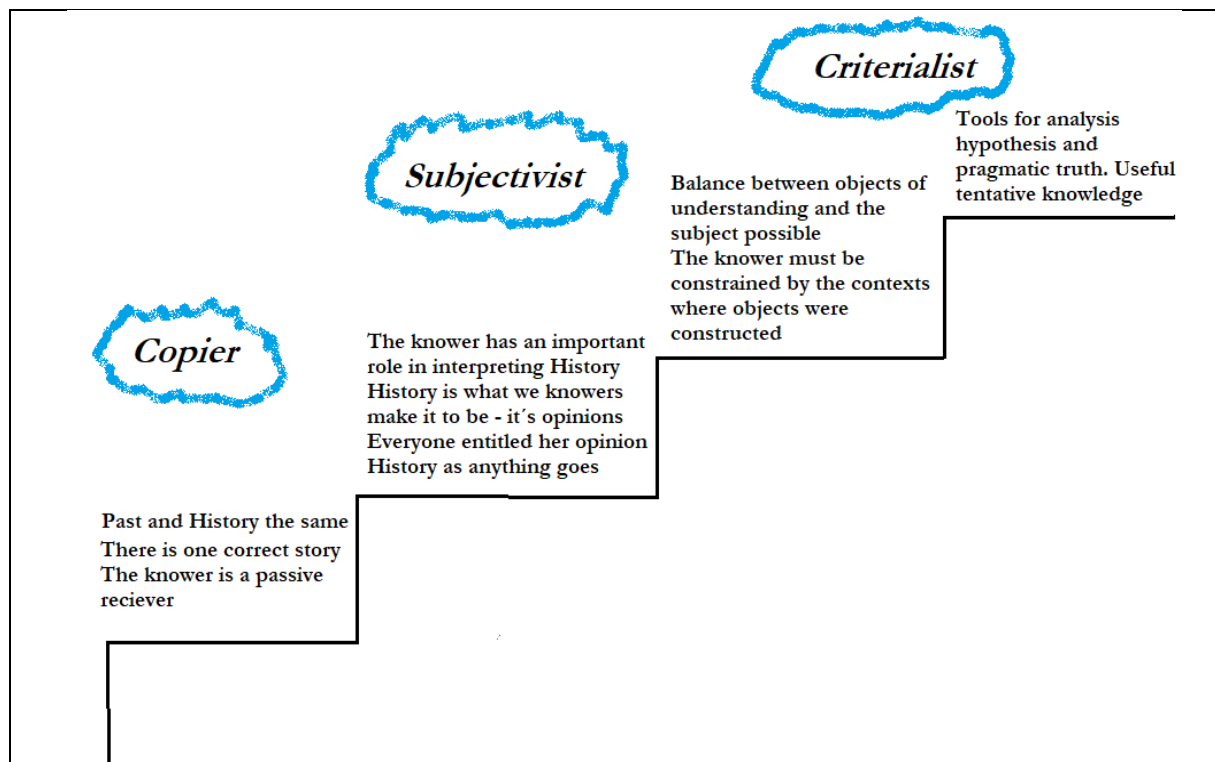 Copier
Past and History the same
There is one correct story
The knower is a passive
reciever
Subjectivist
The knower has an important
role in interpreting History
History is what we knowers
make it to be - it´s opinions
Everyone entitled her opinion
History as anything goes
Criterialist
Balance between objects of
understanding and the
subject possible
The knower must be
constrained by the contexts
where objects were
constructed
Tools for analysis
hypothesis and
pragmatic truth. Useful
tentative knowledge